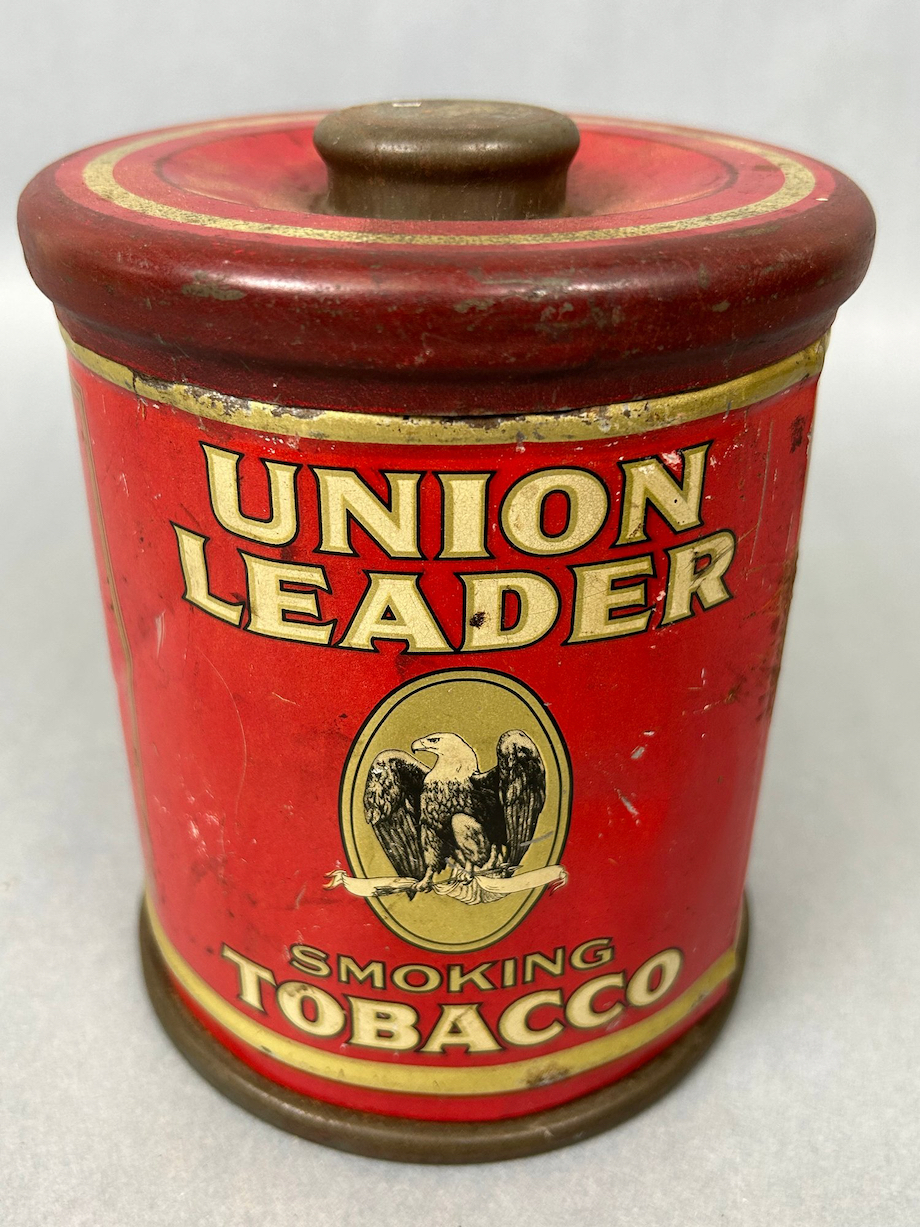 UNION
LEADER
SMOKING
TOBACCO